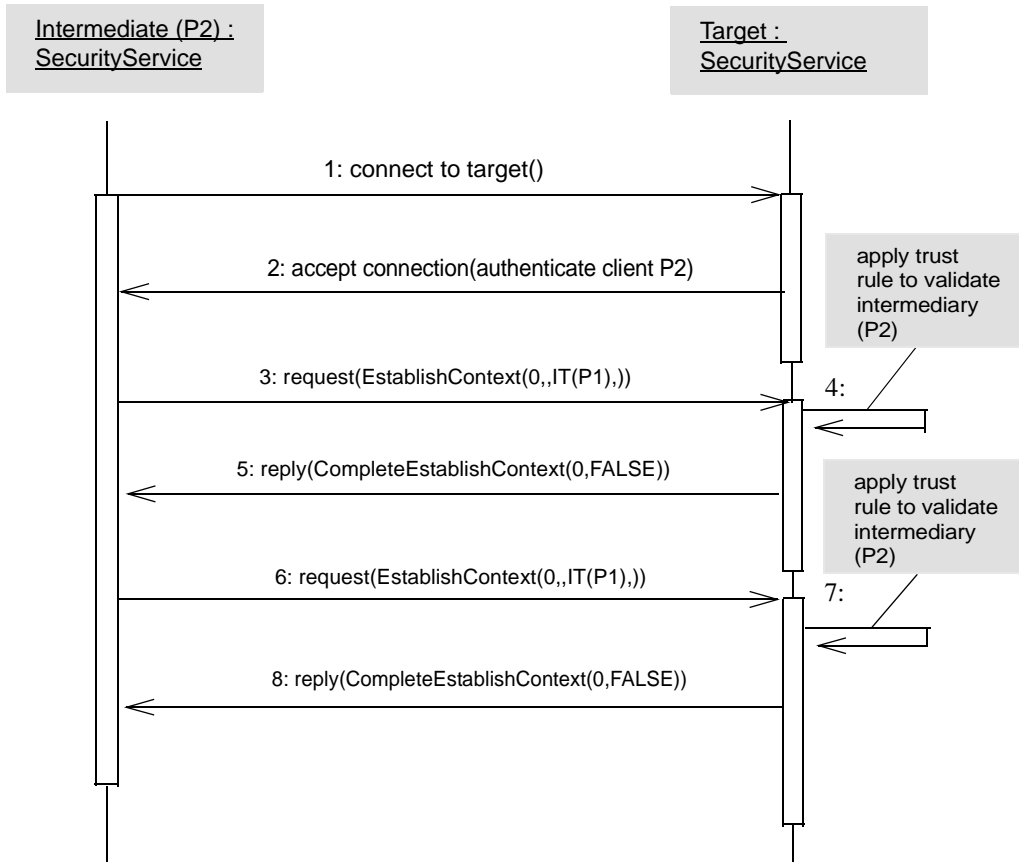 Intermediate (P2) :
SecurityService
Target :
SecurityService
1: connect to target()
2: accept connection(authenticate client P2)
apply trust
rule to validate
intermediary
(P2)
3: request(EstablishContext(0,,IT(P1),))
4:
5: reply(CompleteEstablishContext(0,FALSE))
apply trust
rule to validate
intermediary
(P2)
6: request(EstablishContext(0,,IT(P1),))
7:
8: reply(CompleteEstablishContext(0,FALSE))